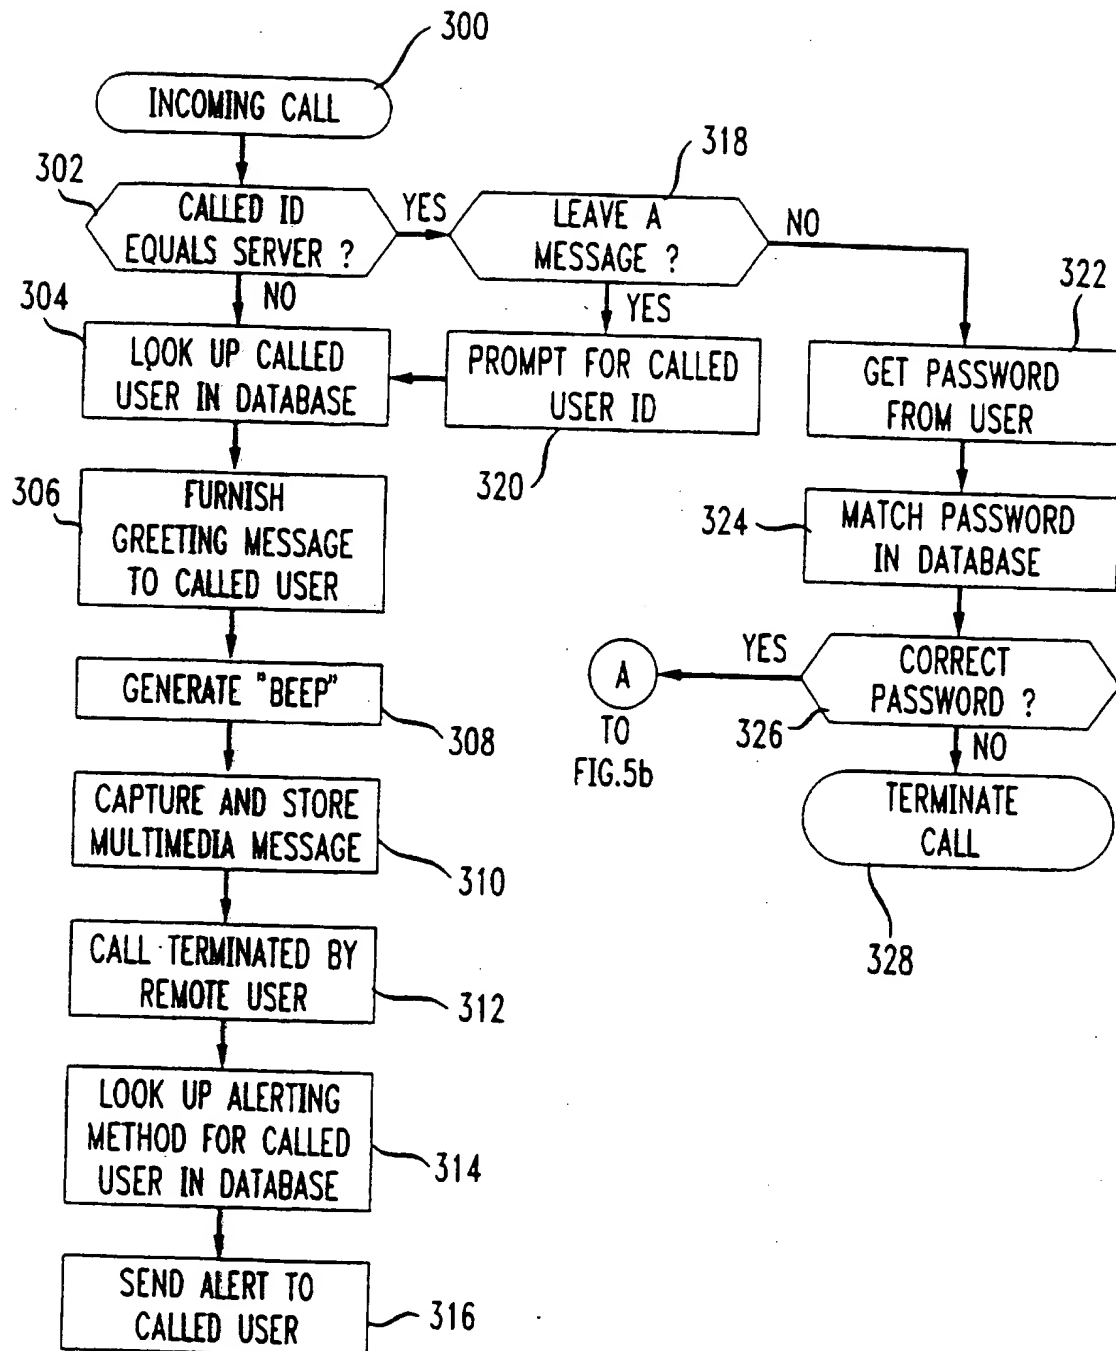 300
INCOMING CALL
302
CALLED ID
EQUALS SERVER ?
YES
NO
318
LEAVE A
MESSAGE ?
NO
YES
304
LOOK UP CALLED
USER IN DATABASE
PROMPT FOR CALLED
USER ID
320
322
GET PASSWORD
FROM USER
306
FURNISH
GREETING MESSAGE
TO CALLED USER
324
MATCH PASSWORD
IN DATABASE
GENERATE "BEEP"
308
YES
CORRECT
PASSWORD ?
326
NO
A
TO
FIG.5b
TERMINATE
CALL
328
CAPTURE AND STORE
MULTIMEDIA MESSAGE
310
CALL TERMINATED BY
REMOTE USER
312
LOOK UP ALERTING
METHOD FOR CALLED
USER IN DATABASE
314
SEND ALERT TO
CALLED USER
316